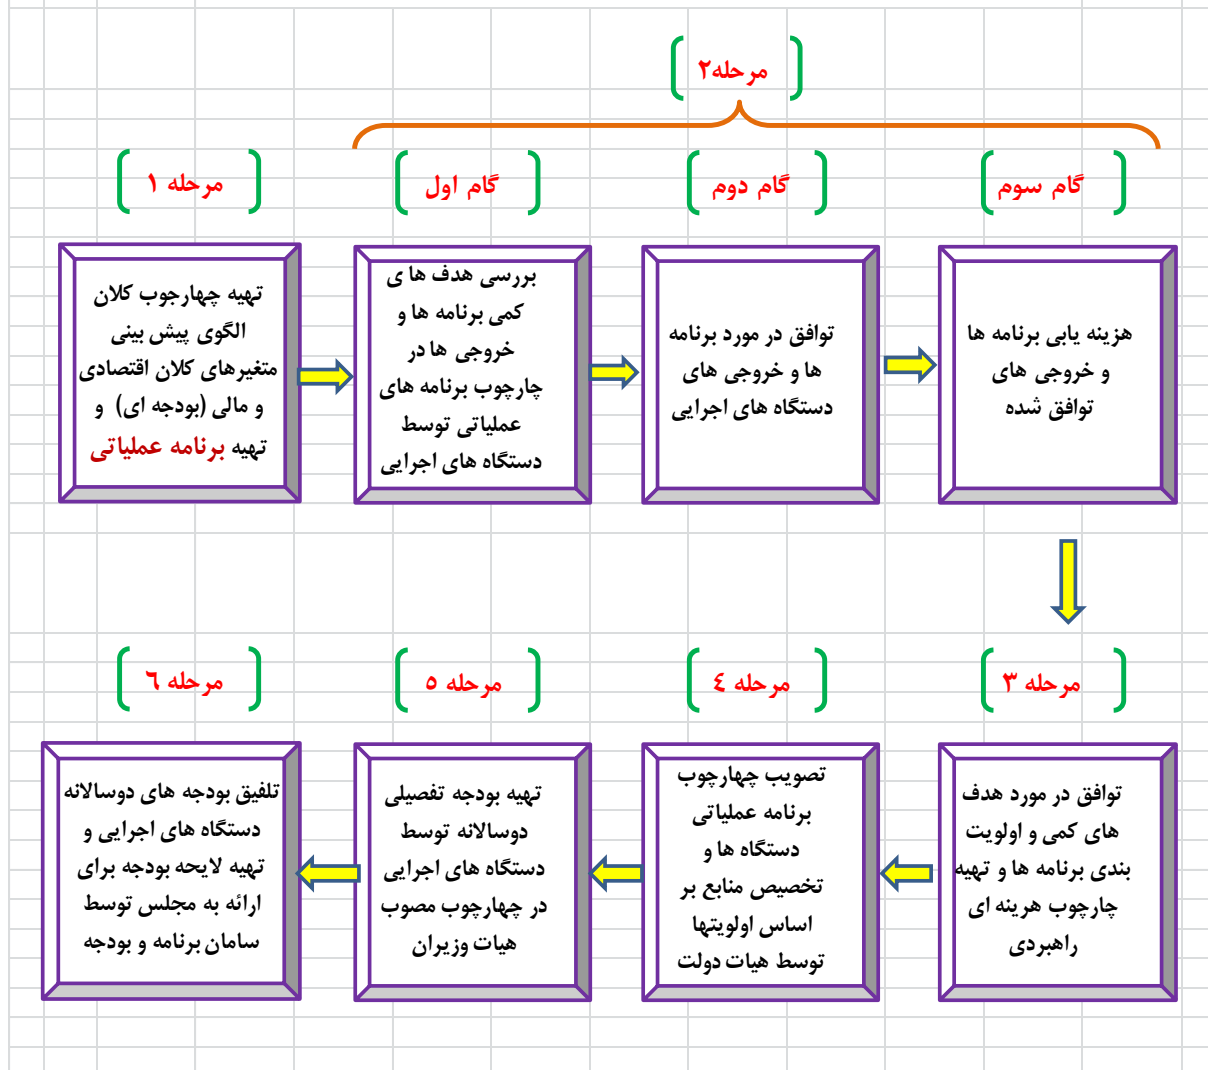 مرحله۲
مرحله ۱
تهیه چهارجوب کلان
الگوی پیش بینی
متغیرهای کلان اقتصادی
و مالی (بودجه ای) و
تهیه برنامه عملیاتی
گام اول
بررسی هدف ها ی
کمی برنامه ها و
خروجی ها در
چارچوب برنامه های
عملیاتی توسط
دستگاه های اجرایی
گام دوم
توافق در مورد برنامه
ها و خروجی های
دستگاه های اجرایی
گام سوم
هزینه یابی برنامه ها
و خروجی های
توافق شده
مرحله ۳
توافق در مورد هدف
های کمی و اولویت
بندی برنامه ها و تهیه
چارچوب هرینه ای
راهبردی
مرحله ٤
تصویب چهارچوب
برنامه عملیاتی
دستگاه ها و
تخصیص منابع بر
اساس اولویتها
توسط هیات دولت
مرحله ٥
تهیه بودجه تفصیلی
دوسالانه توسط
دستگاه های اجرایی
در چهارچوب مصوب
هیات وزیران
مرحله ٦
تلفیق بودجه های دوسالانه
دستگاه های اجرایی و
تهیه لایحه بودجه برای
ارائه به مجلس توسط
سامان برنامه و بودجه